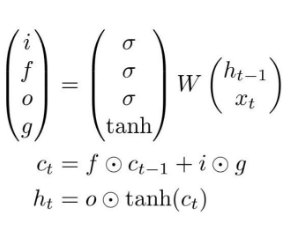 i σ
f = σ W h_{t-1}
o σ x_t
g tanh
c_t = f ⊙ c_{t-1} + i ⊙ g
h_t = o ⊙ tanh(c_t)